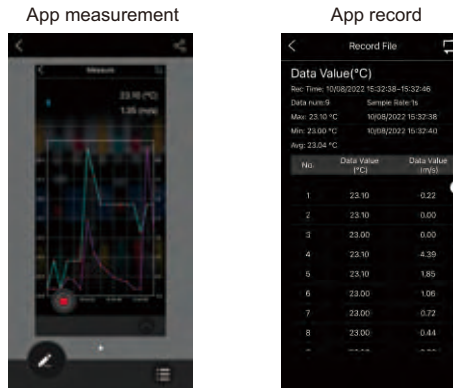 App measurement
App record
Measure
23.10 (°C)
1.35 (m/s)
Record File
Data Value(°C)
Rec Time: 10/08/2022 15:32:38-15:32:46
Data num:9 Sample Rate:1s
Max: 23.10 °C 10/08/2022 15:32:38
Min: 23.00 °C 10/08/2022 15:32:40
Avg: 23.04 °C
No. Data Value (°C) Data Value (m/s)
1 23.10 -0.22
2 23.10 0.00
3 23.00 0.00
4 23.10 -4.39
5 23.10 1.85
6 23.00 1.06
7 23.00 -0.72
8 23.00 -0.44